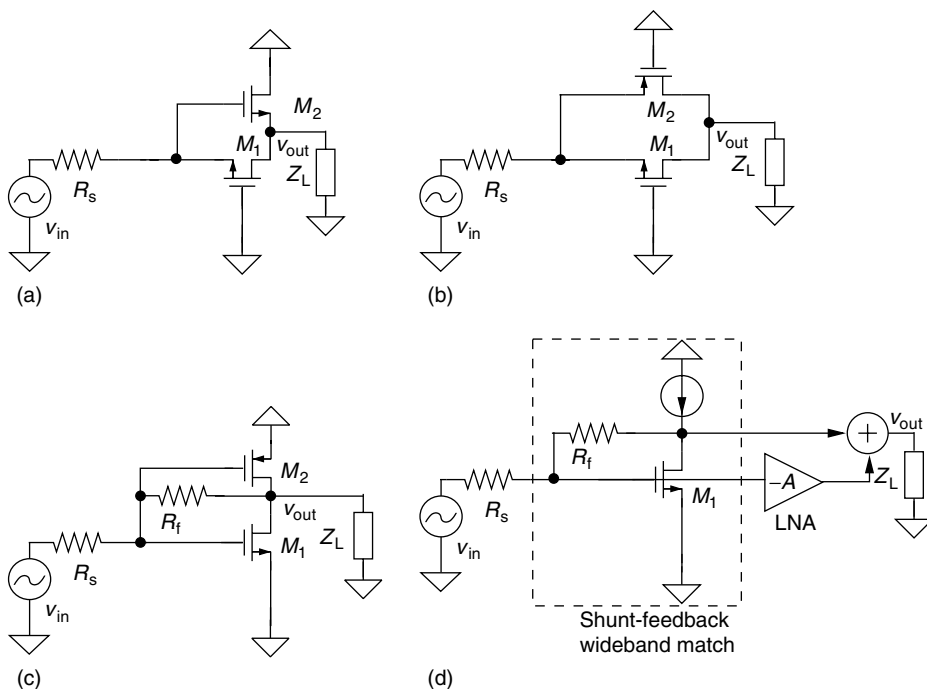 M2
M1
vout
Rs
ZL
vin
(a)
M2
M1
vout
Rs
ZL
vin
(b)
M2
Rf
vout
M1
ZL
Rs
vin
(c)
vout
Rf
M1
−A
ZL
Rs
LNA
vin
Shunt-feedback
wideband match
(d)